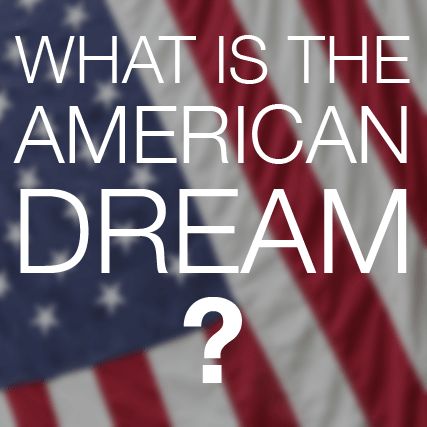 WHAT IS THE
AMERICAN
DREAM
?